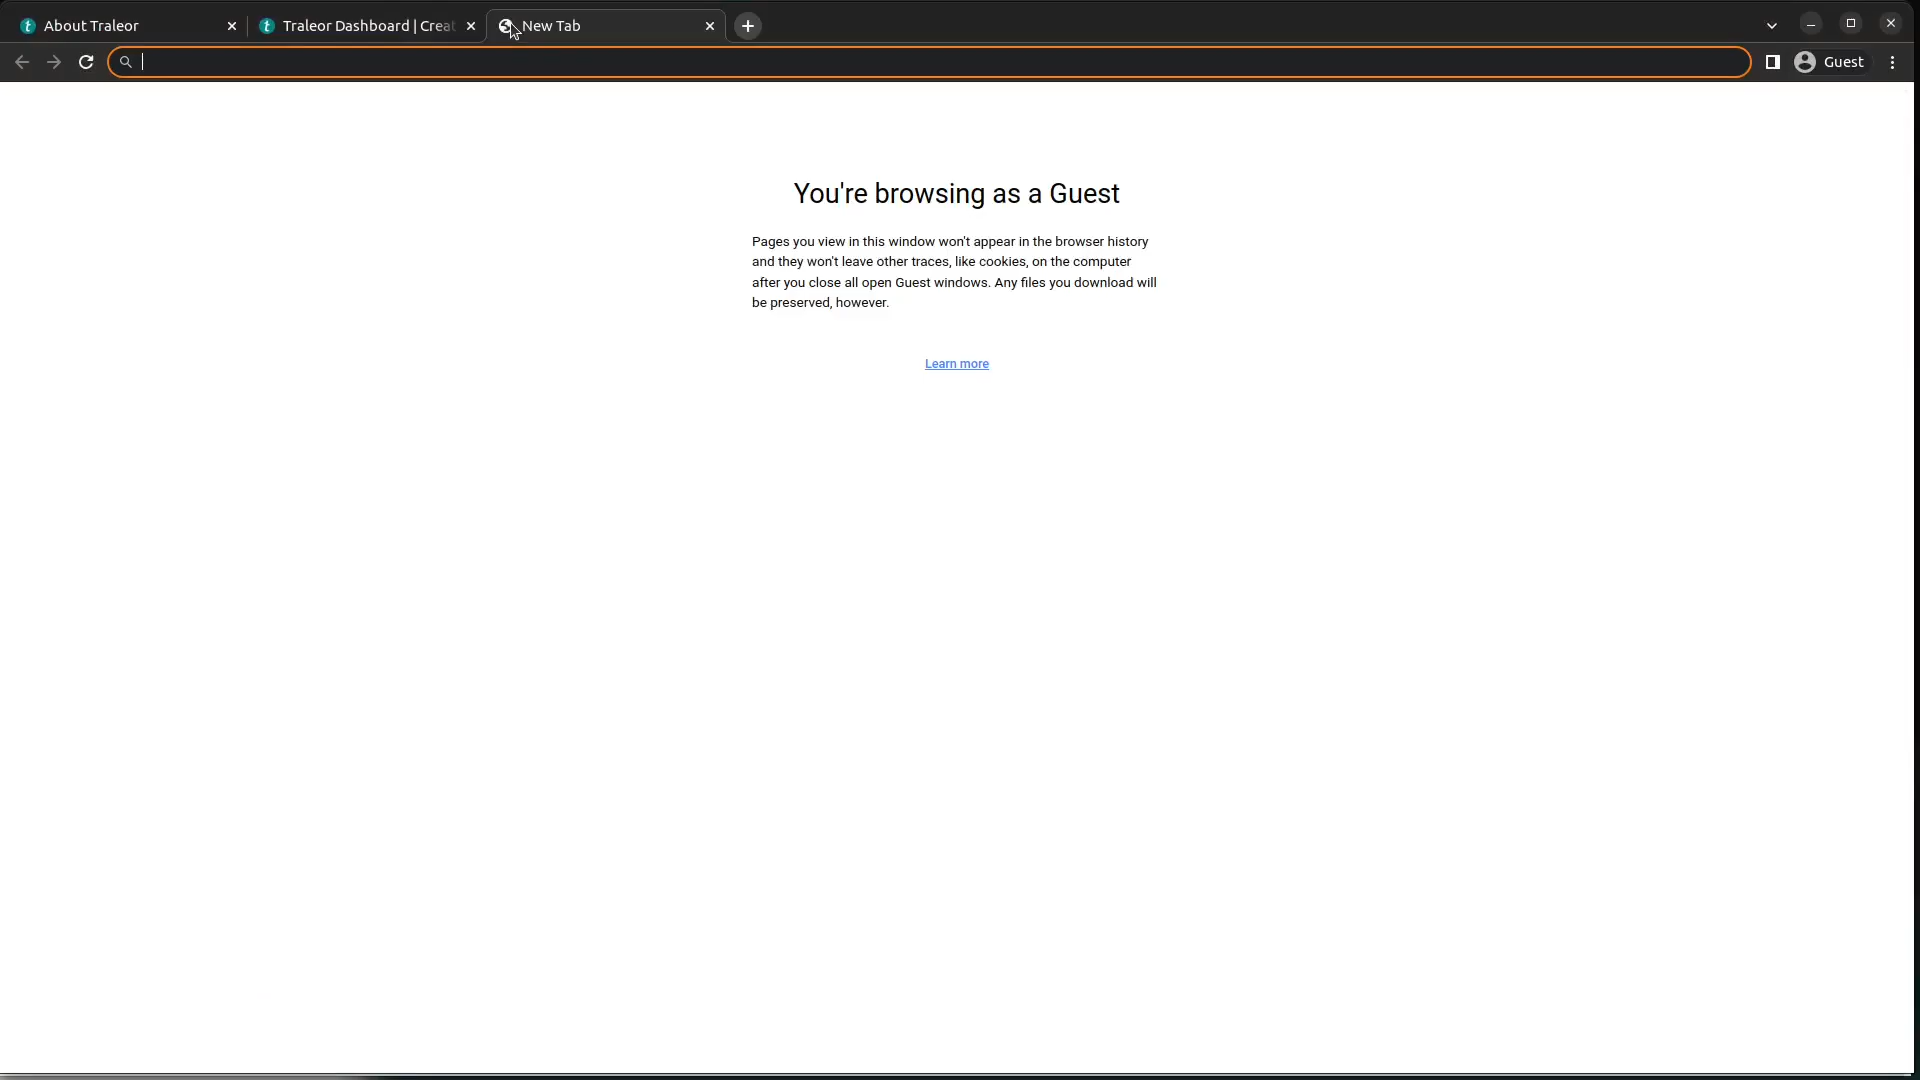 About Traleor
Traleor Dashboard | Creat
New Tab
Guest
You're browsing as a Guest
Pages you view in this window won't appear in the browser history
and they won't leave other traces, like cookies, on the computer
after you close all open Guest windows. Any files you download will
be preserved, however.
Learn more